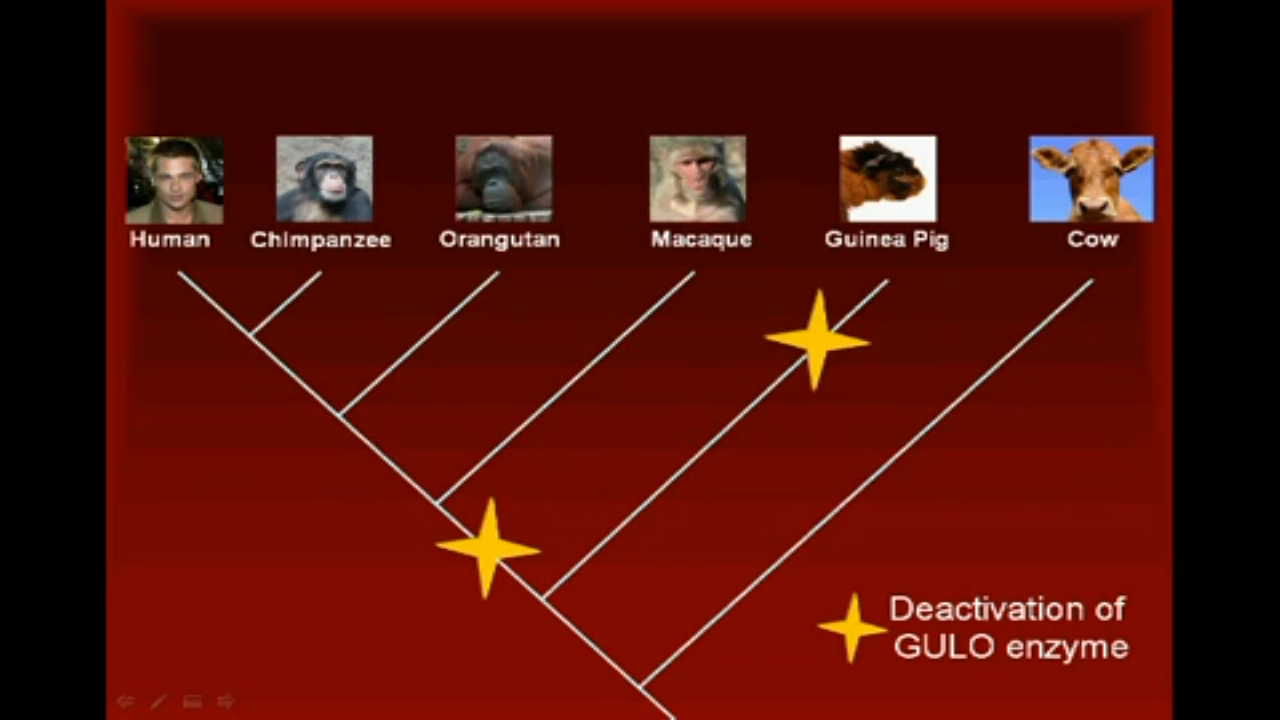 Human
Chimpanzee
Orangutan
Macaque
Guinea Pig
Cow
Deactivation of
GULO enzyme